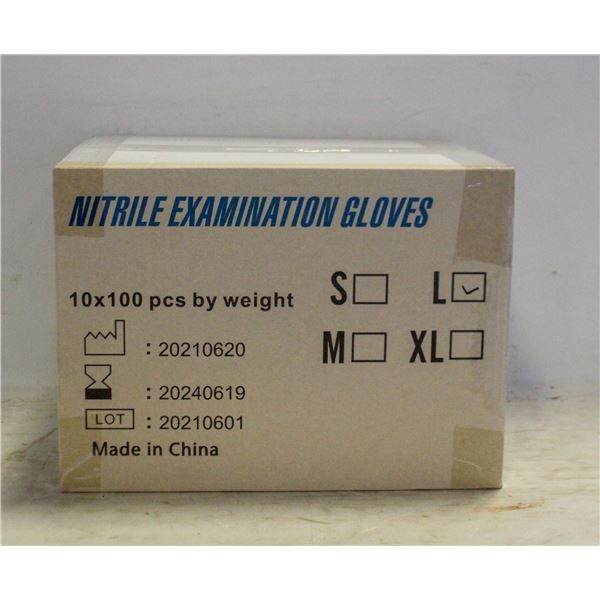 NITRILE EXAMINATION GLOVES
10x100 pcs by weight
S L
M XL
: 20210620
: 20240619
LOT : 20210601
Made in China